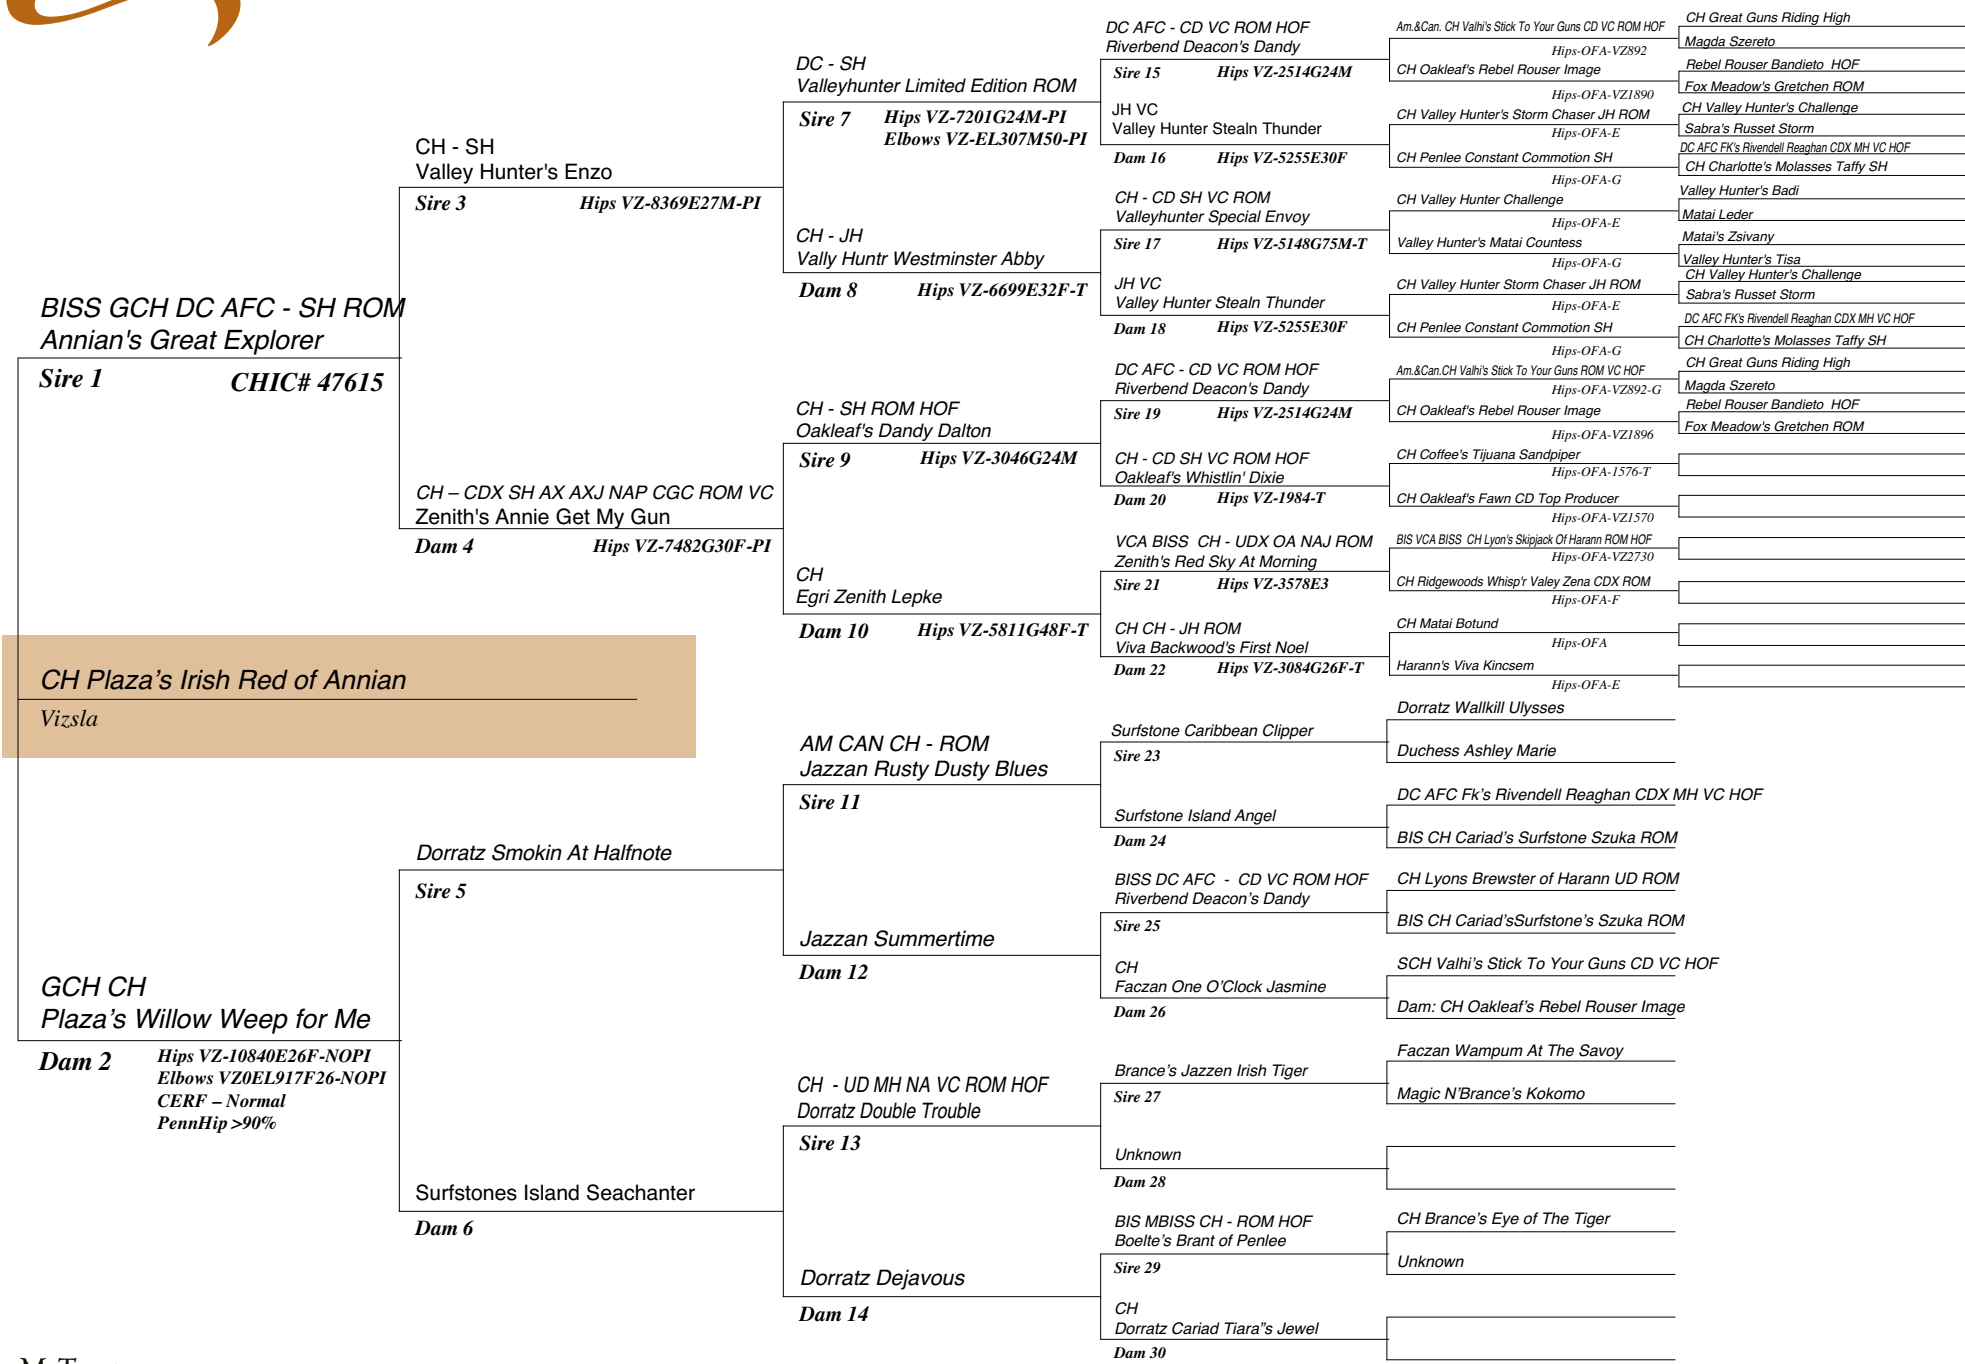 BISS GCH DC AFC - SH ROM
Annian's Great Explorer
Sire 1 CHIC# 47615
CH Plaza’s Irish Red of Annian
Vizsla
GCH CH
Plaza’s Willow Weep for Me
Dam 2 Hips VZ-10840E26F-NOPI
Elbows VZ0EL917F26-NOPI
CERF – Normal
PennHip >90%
CH - SH
Valley Hunter's Enzo
Sire 3 Hips VZ-8369E27M-PI
CH – CDX SH AX AXJ NAP CGC ROM VC
Zenith's Annie Get My Gun
Dam 4 Hips VZ-7482G30F-PI
Dorratz Smokin At Halfnote
Sire 5
Surfstones Island Seachanter
Dam 6
DC - SH
Valleyhunter Limited Edition ROM
Sire 7 Hips VZ-7201G24M-PI
Elbows VZ-EL307M50-PI
CH - JH
Vally Huntr Westminster Abby
Dam 8 Hips VZ-6699E32F-T
CH - SH ROM HOF
Oakleaf's Dandy Dalton
Sire 9 Hips VZ-3046G24M
CH
Egri Zenith Lepke
Dam 10 Hips VZ-5811G48F-T
AM CAN CH - ROM
Jazzan Rusty Dusty Blues
Sire 11
Jazzan Summertime
Dam 12
CH - UD MH NA VC ROM HOF
Dorratz Double Trouble
Sire 13
Dorratz Dejavous
Dam 14
DC AFC - CD VC ROM HOF
Riverbend Deacon's Dandy
Sire 15 Hips VZ-2514G24M
JH VC
Valley Hunter Stealn Thunder
Dam 16 Hips VZ-5255E30F
CH - CD SH VC ROM
Valleyhunter Special Envoy
Sire 17 Hips VZ-5148G75M-T
JH VC
Valley Hunter Stealn Thunder
Dam 18 Hips VZ-5255E30F
DC AFC - CD VC ROM HOF
Riverbend Deacon's Dandy
Sire 19 Hips VZ-2514G24M
CH - CD SH VC ROM HOF
Oakleaf's Whistlin' Dixie
Dam 20 Hips VZ-1984-T
VCA BISS CH - UDX OA NAJ ROM
Zenith's Red Sky At Morning
Sire 21 Hips VZ-3578E3
CH CH - JH ROM
Viva Backwood's First Noel
Dam 22 Hips VZ-3084G26F-T
Surfstone Caribbean Clipper
Sire 23
Surfstone Island Angel
Dam 24
BISS DC AFC - CD VC ROM HOF
Riverbend Deacon’s Dandy
Sire 25
CH
Faczan One O’Clock Jasmine
Dam 26
Brance’s Jazzen Irish Tiger
Sire 27
Unknown
Dam 28
BIS MBISS CH - ROM HOF
Boelte’s Brant of Penlee
Sire 29
CH
Dorratz Cariad Tiara”s Jewel
Dam 30
Am.&Can. CH Valhi's Stick To Your Guns CD VC ROM HOF
Hips-OFA-VZ892
CH Oakleaf's Rebel Rouser Image
Hips-OFA-VZ1890
CH Valley Hunter's Storm Chaser JH ROM
Hips-OFA-E
CH Penlee Constant Commotion SH
Hips-OFA-G
CH Valley Hunter Challenge
Hips-OFA-E
Valley Hunter's Matai Countess
Hips-OFA-G
CH Valley Hunter Storm Chaser JH ROM
Hips-OFA-E
CH Penlee Constant Commotion SH
Hips-OFA-G
Am.&Can.CH Valhi's Stick To Your Guns ROM VC HOF
Hips-OFA-VZ892-G
CH Oakleaf's Rebel Rouser Image
Hips-OFA-VZ1896
CH Coffee's Tijuana Sandpiper
Hips-OFA-1576-T
CH Oakleaf's Fawn CD Top Producer
Hips-OFA-VZ1570
BIS VCA BISS CH Lyon's Skipjack Of Harann ROM HOF
Hips-OFA-VZ2730
CH Ridgewoods Whisp'r Valey Zena CDX ROM
Hips-OFA-F
CH Matai Botund
Hips-OFA
Harann's Viva Kincsem
Hips-OFA-E
Dorratz Wallkill Ulysses
Duchess Ashley Marie
DC AFC Fk’s Rivendell Reaghan CDX MH VC HOF
BIS CH Cariad’s Surfstone Szuka ROM
CH Lyons Brewster of Harann UD ROM
BIS CH Cariad’sSurfstone’s Szuka ROM
SCH Valhi’s Stick To Your Guns CD VC HOF
Dam: CH Oakleaf’s Rebel Rouser Image
Faczan Wampum At The Savoy
Magic N’Brance’s Kokomo
CH Brance’s Eye of The Tiger
Unknown
CH Great Guns Riding High
Magda Szereto
Rebel Rouser Bandieto HOF
Fox Meadow's Gretchen ROM
CH Valley Hunter's Challenge
Sabra's Russet Storm
DC AFC FK's Rivendell Reaghan CDX MH VC HOF
CH Charlotte's Molasses Taffy SH
Valley Hunter's Badi
Matai Leder
Matai's Zsivany
Valley Hunter's Tisa
CH Valley Hunter's Challenge
Sabra's Russet Storm
DC AFC FK's Rivendell Reaghan CDX MH VC HOF
CH Charlotte's Molasses Taffy SH
CH Great Guns Riding High
Magda Szereto
Rebel Rouser Bandieto HOF
Fox Meadow's Gretchen ROM